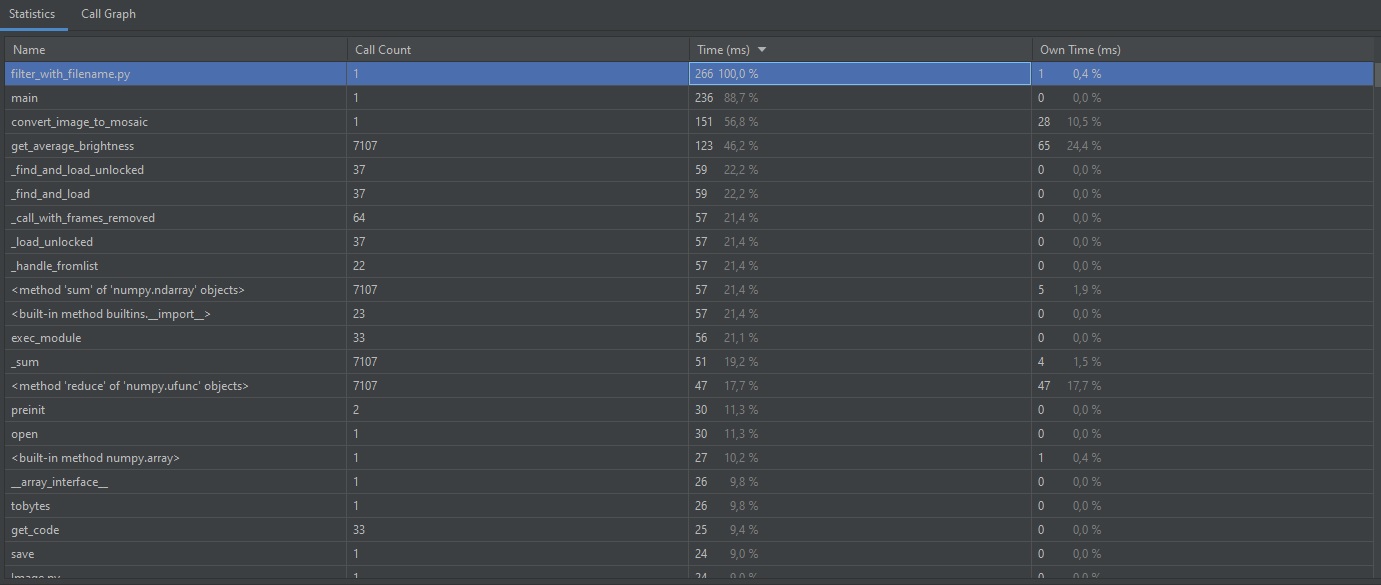 Statistics Call Graph
Name Call Count Time (ms) Own Time (ms)
filter_with_filename.py 1 266 100,0 % 1 0,4 %
main 1 236 88,7 % 0 0,0 %
convert_image_to_mosaic 1 151 56,8 % 28 10,5 %
get_average_brightness 7107 123 46,2 % 65 24,4 %
_find_and_load_unlocked 37 59 22,2 % 0 0,0 %
_find_and_load 37 59 22,2 % 0 0,0 %
_call_with_frames_removed 64 57 21,4 % 0 0,0 %
_load_unlocked 37 57 21,4 % 0 0,0 %
_handle_fromlist 22 57 21,4 % 0 0,0 %
<method 'sum' of 'numpy.ndarray' objects> 7107 57 21,4 % 5 1,9 %
<built-in method builtins.__import__> 23 57 21,4 % 0 0,0 %
exec_module 33 56 21,1 % 0 0,0 %
_sum 7107 51 19,2 % 4 1,5 %
<method 'reduce' of 'numpy.ufunc' objects> 7107 47 17,7 % 47 17,7 %
preinit 2 30 11,3 % 0 0,0 %
open 1 30 11,3 % 0 0,0 %
<built-in method numpy.array> 1 27 10,2 % 1 0,4 %
__array_interface__ 1 26 9,8 % 0 0,0 %
tobytes 1 26 9,8 % 0 0,0 %
get_code 33 25 9,4 % 0 0,0 %
save 1 24 9,0 % 0 0,0 %
Image.py 1 24 9,0 % 0 0,0 %